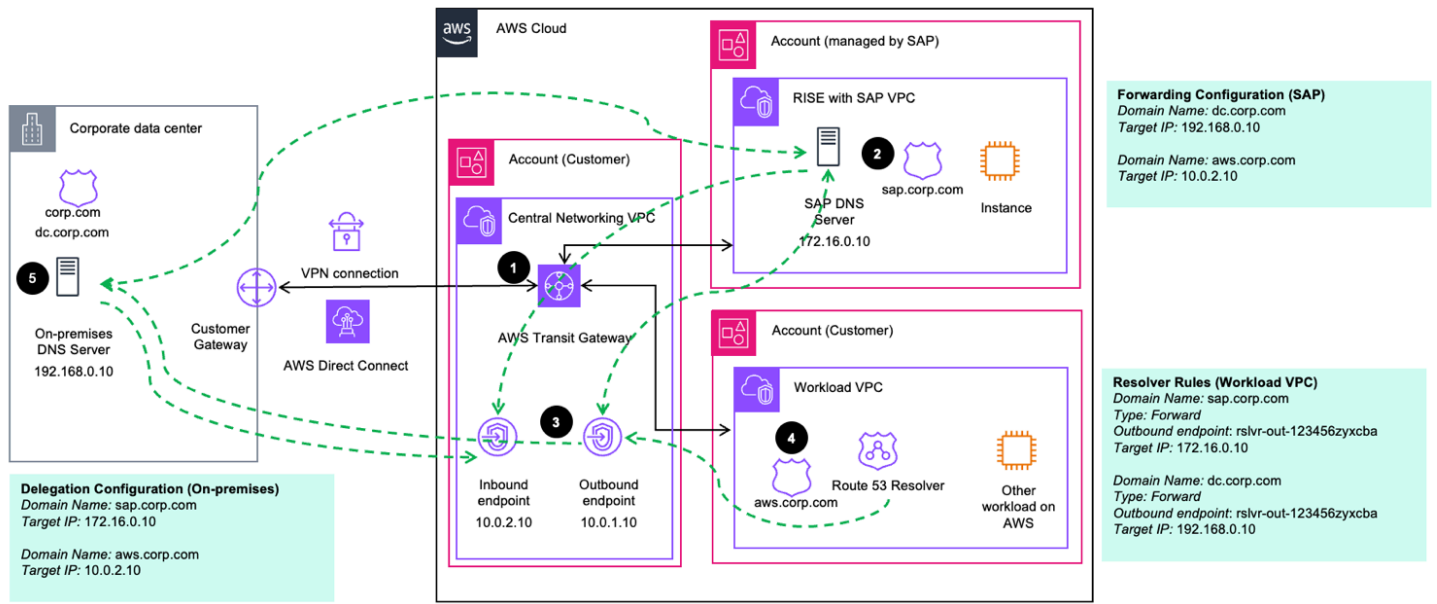 aws
AWS Cloud
Account (managed by SAP)
RISE with SAP VPC
2
sap.corp.com
SAP DNS
Server
172.16.0.10
Instance
Forwarding Configuration (SAP)
Domain Name: dc.corp.com
Target IP: 192.168.0.10
Domain Name: aws.corp.com
Target IP: 10.0.2.10
Corporate data center
corp.com
dc.corp.com
5
On-premises
DNS Server
192.168.0.10
Customer
Gateway
VPN connection
AWS Direct Connect
Account (Customer)
Central Networking VPC
1
AWS Transit Gateway
3
Inbound
endpoint
10.0.2.10
Outbound
endpoint
10.0.1.10
Account (Customer)
Workload VPC
4
aws.corp.com
Route 53 Resolver
Other
workload on
AWS
Resolver Rules (Workload VPC)
Domain Name: sap.corp.com
Type: Forward
Outbound endpoint: rslvr-out-123456zyxcba
Target IP: 172.16.0.10
Domain Name: dc.corp.com
Type: Forward
Outbound endpoint: rslvr-out-123456zyxcba
Target IP: 192.168.0.10
Delegation Configuration (On-premises)
Domain Name: sap.corp.com
Target IP: 172.16.0.10
Domain Name: aws.corp.com
Target IP: 10.0.2.10